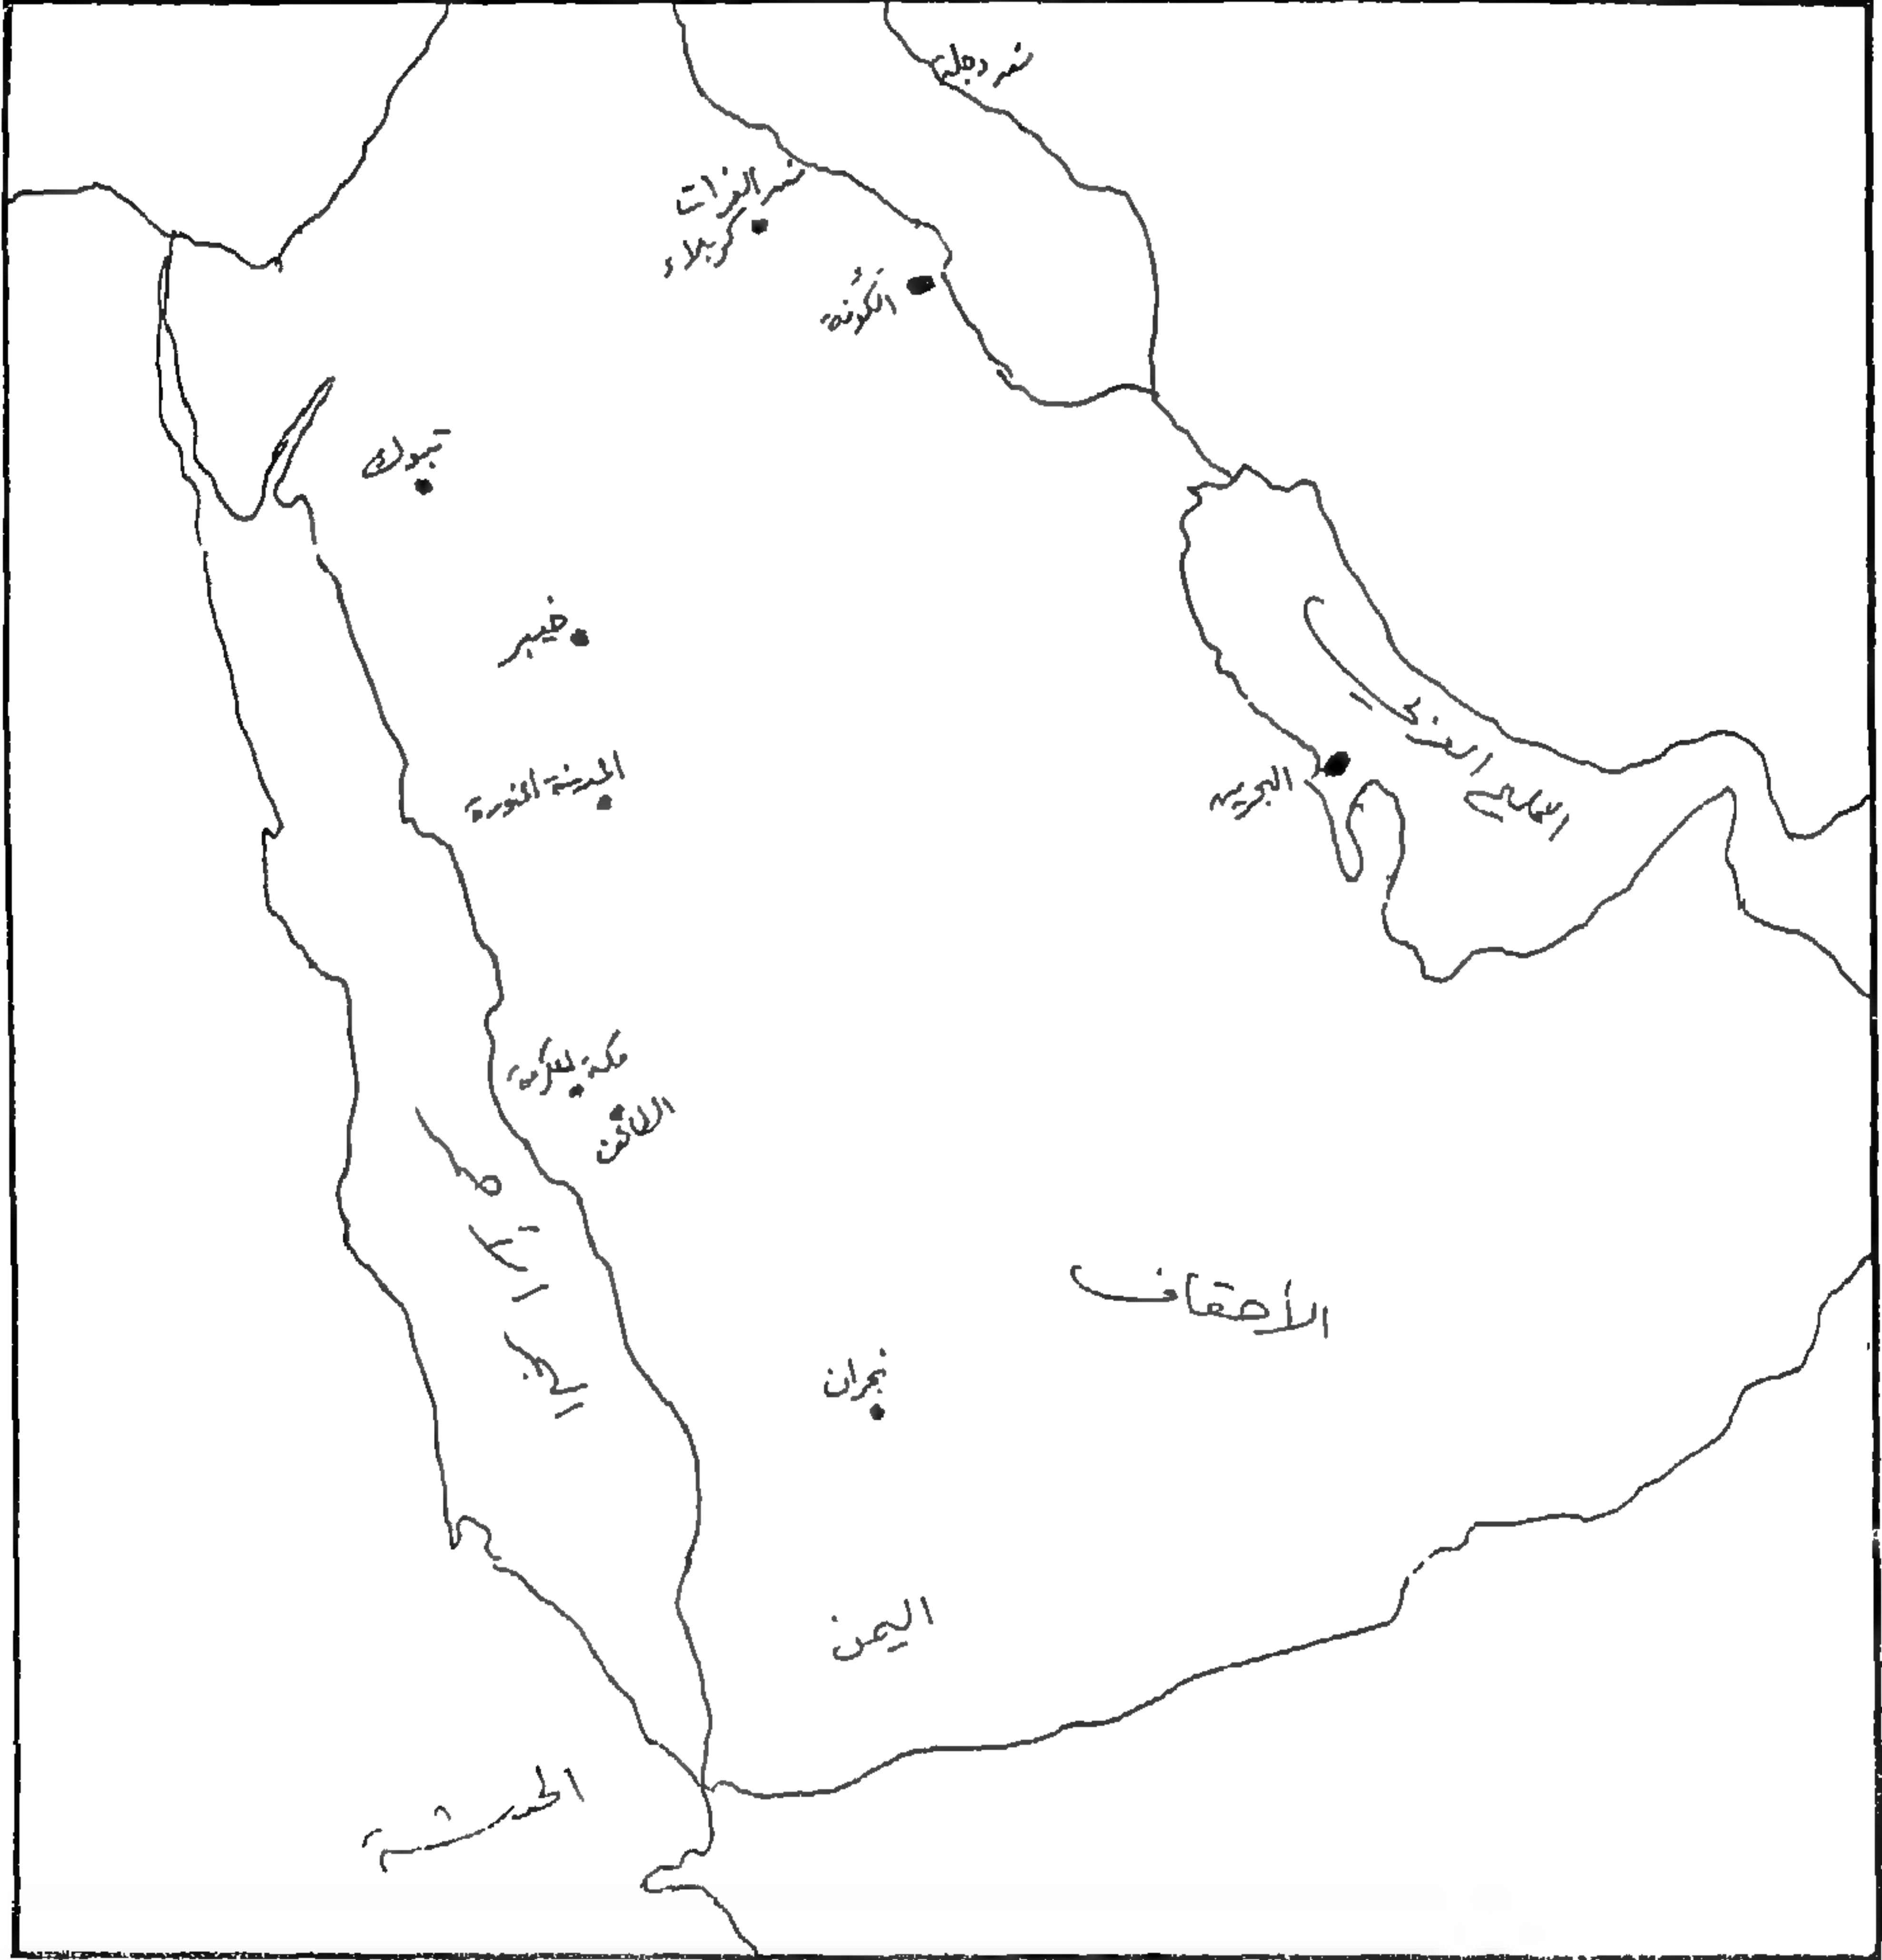 نهر دجلة
نهر الفرات
كربلاء
الكوفة
تبوك
خيبر
المدينة المنورة
البحرين
الخليج الفارسي
مكة المكرمة
الطائف
البحر الأحمر
الأحقاف
نجران
اليمن
الحبشة